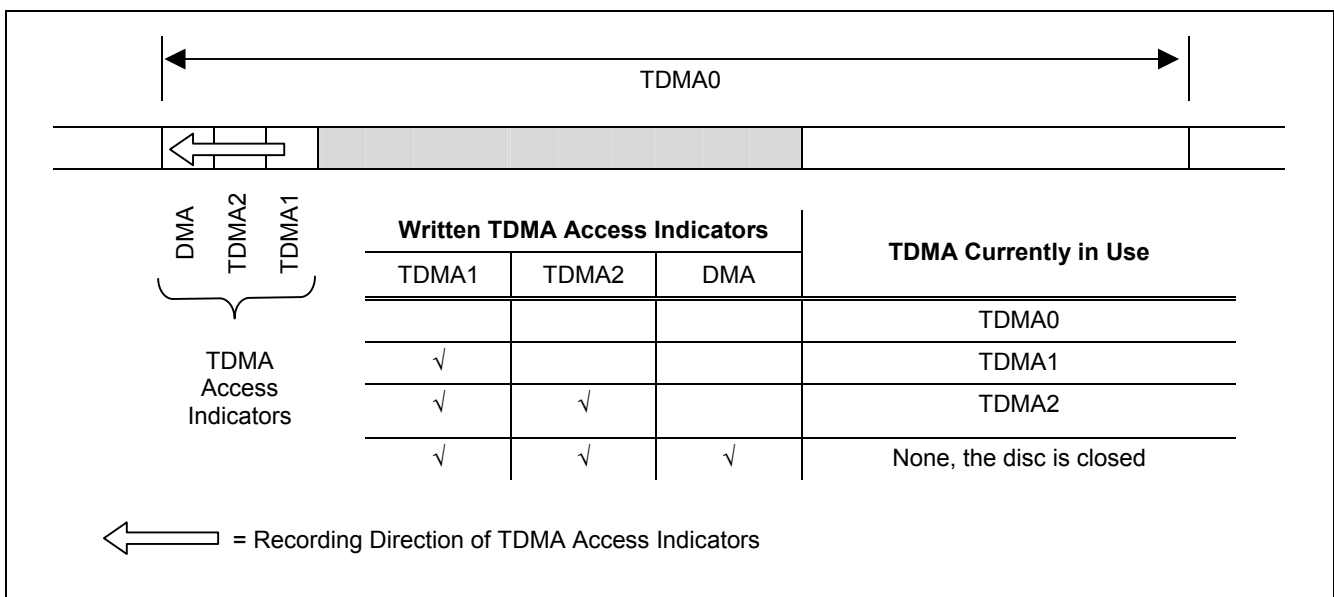 TDMA0
DMA
TDMA2
TDMA1
TDMA
Access
Indicators
Written TDMA Access Indicators TDMA Currently in Use
TDMA1 TDMA2 DMA
TDMA0
√ TDMA1
√ √ TDMA2
√ √ √ None, the disc is closed
= Recording Direction of TDMA Access Indicators